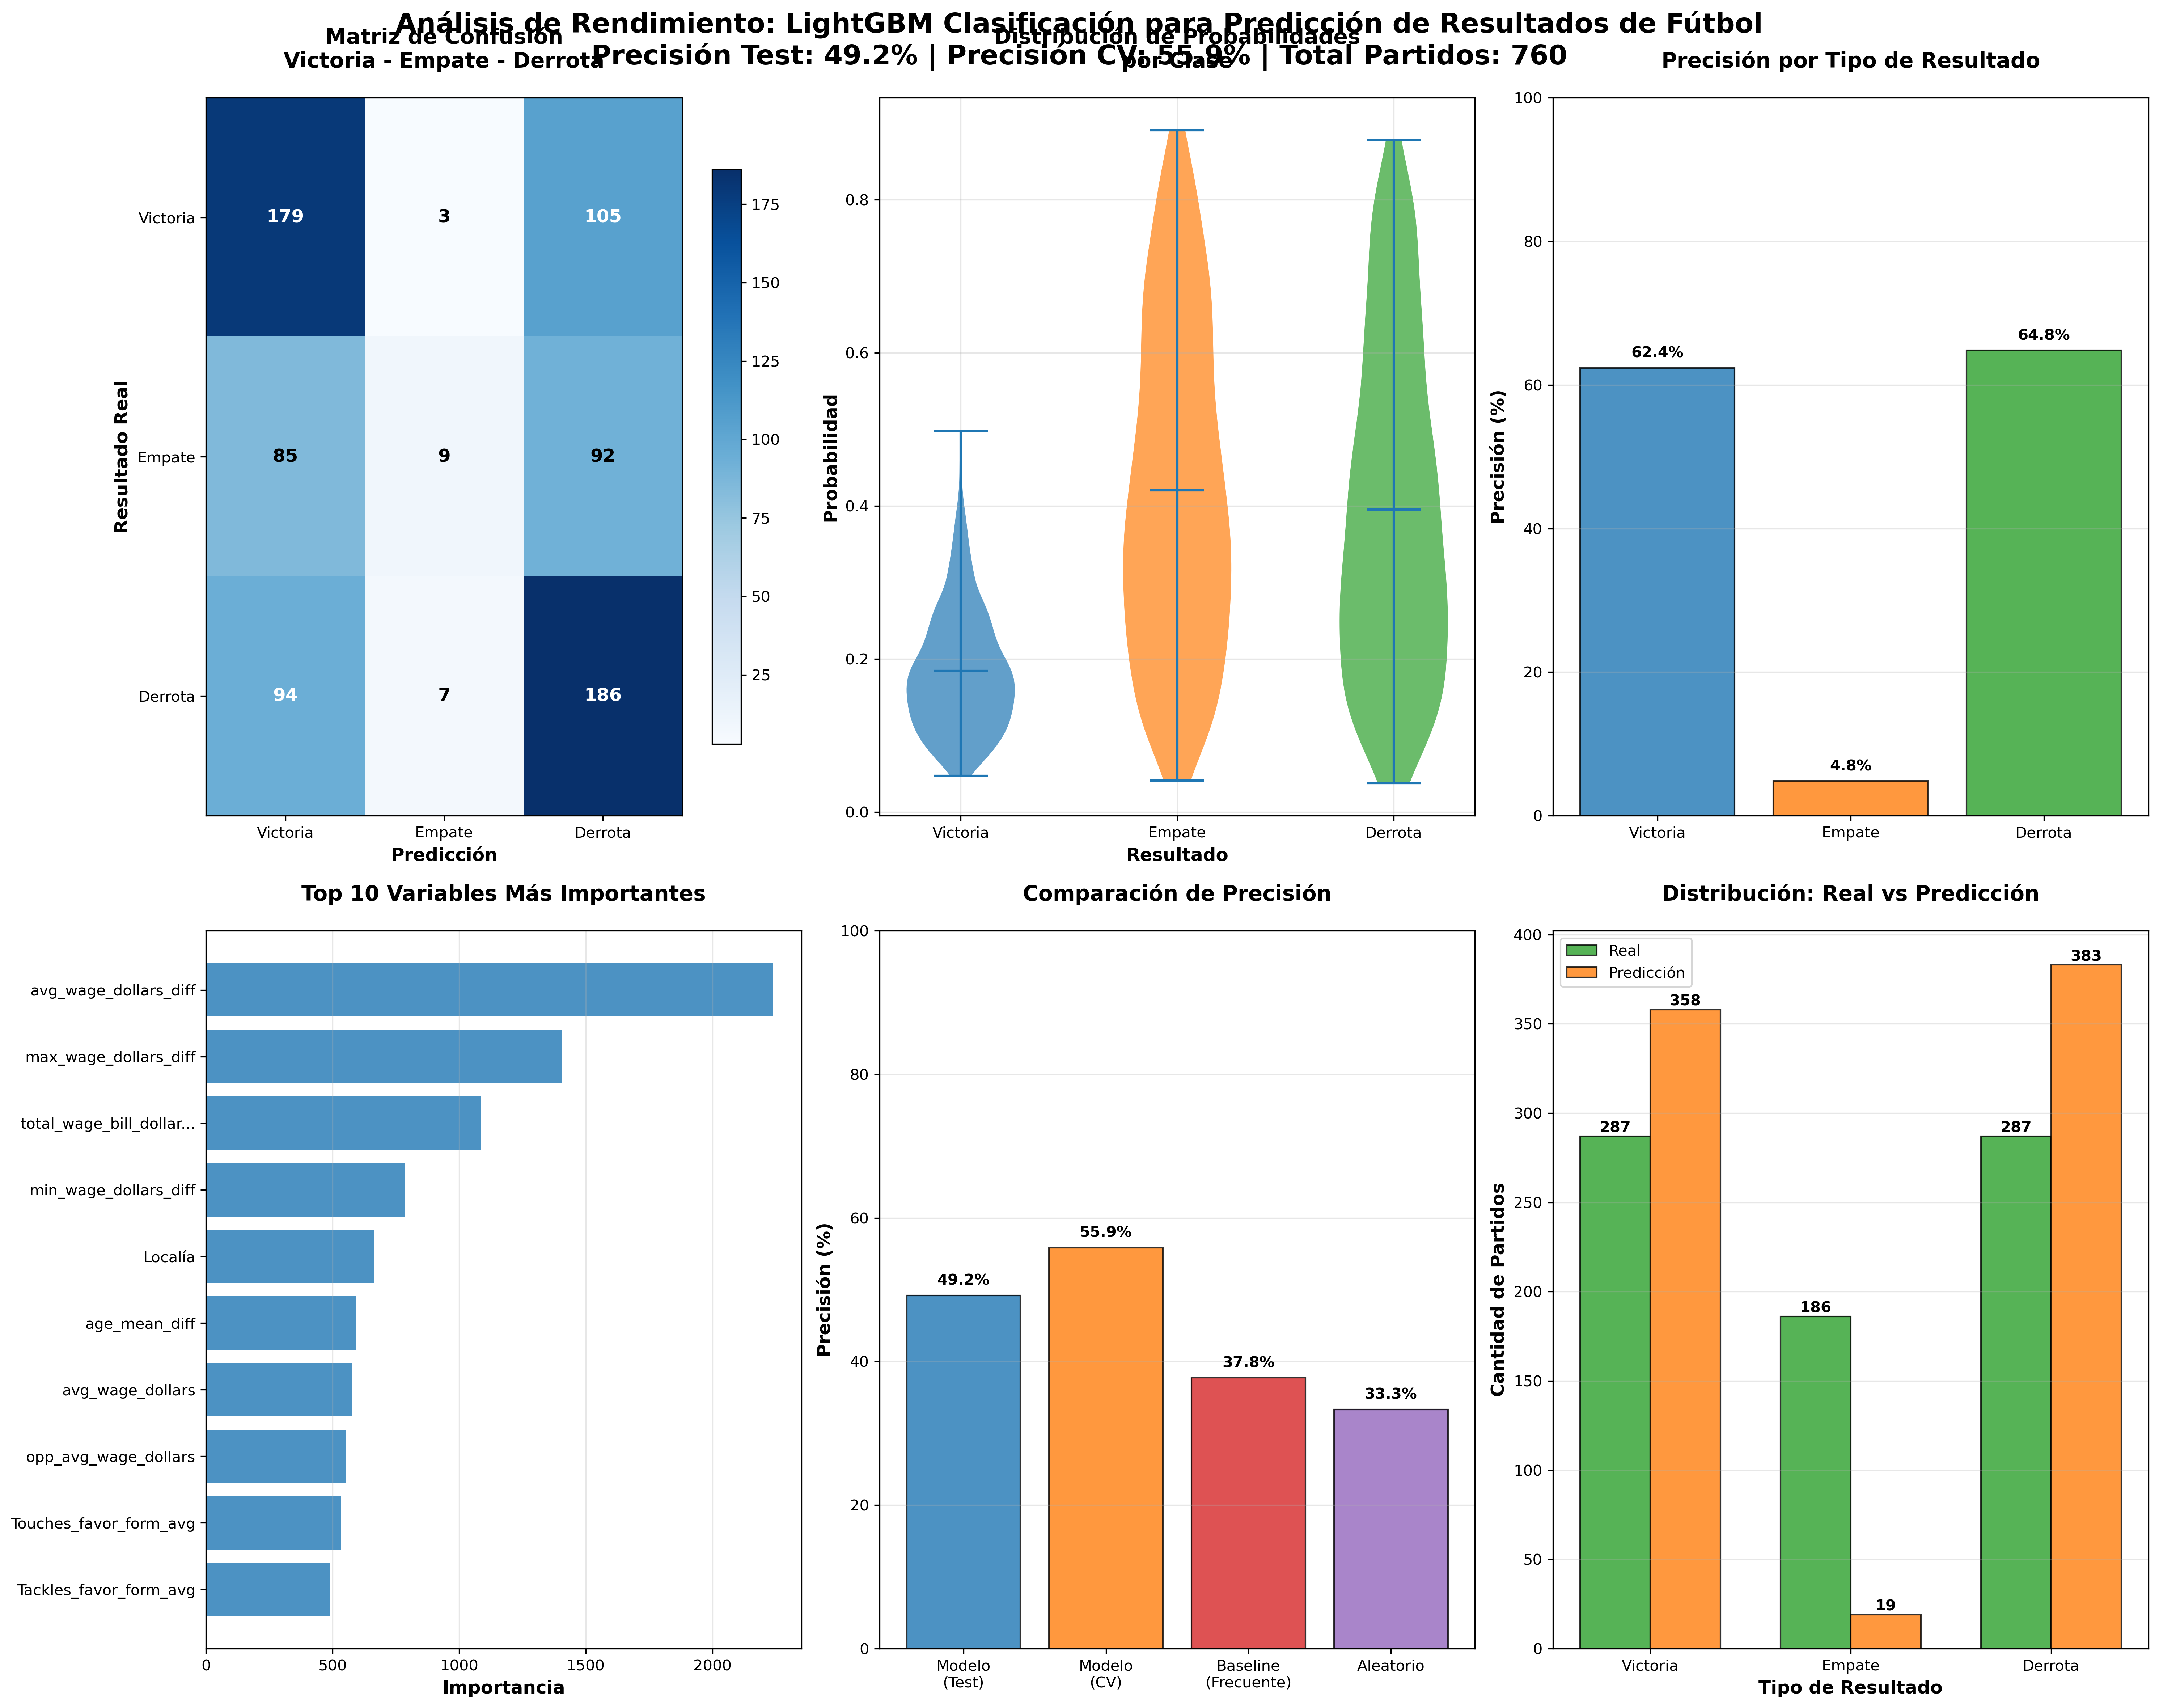 Análisis de Rendimiento: LightGBM Clasificación para Predicción de Resultados de Fútbol
Precisión Test: 49.2% | Precisión CV: 55.9% | Total Partidos: 760
Matriz de Confusión
Victoria - Empate - Derrota
175
150
125
100
75
50
25
Resultado Real
Victoria
179
3
105
Empate
85
9
92
Derrota
94
7
186
Victoria
Empate
Derrota
Predicción
Distribución de Probabilidades
por Clase
Probabilidad
0.8
0.6
0.4
0.2
0.0
Victoria
Empate
Derrota
Resultado
Precisión por Tipo de Resultado
Precisión (%)
100
80
60
40
20
0
62.4%
4.8%
64.8%
Victoria
Empate
Derrota
Top 10 Variables Más Importantes
avg_wage_dollars_diff
max_wage_dollars_diff
total_wage_bill_dollar...
min_wage_dollars_diff
Localía
age_mean_diff
avg_wage_dollars
opp_avg_wage_dollars
Touches_favor_form_avg
Tackles_favor_form_avg
0
500
1000
1500
2000
Importancia
Comparación de Precisión
Precisión (%)
100
80
60
40
20
0
49.2%
55.9%
37.8%
33.3%
Modelo
(Test)
Modelo
(CV)
Baseline
(Frecuente)
Aleatorio
Distribución: Real vs Predicción
Cantidad de Partidos
400
350
300
250
200
150
100
50
0
Real
Predicción
287
358
186
19
287
383
Victoria
Empate
Derrota
Tipo de Resultado